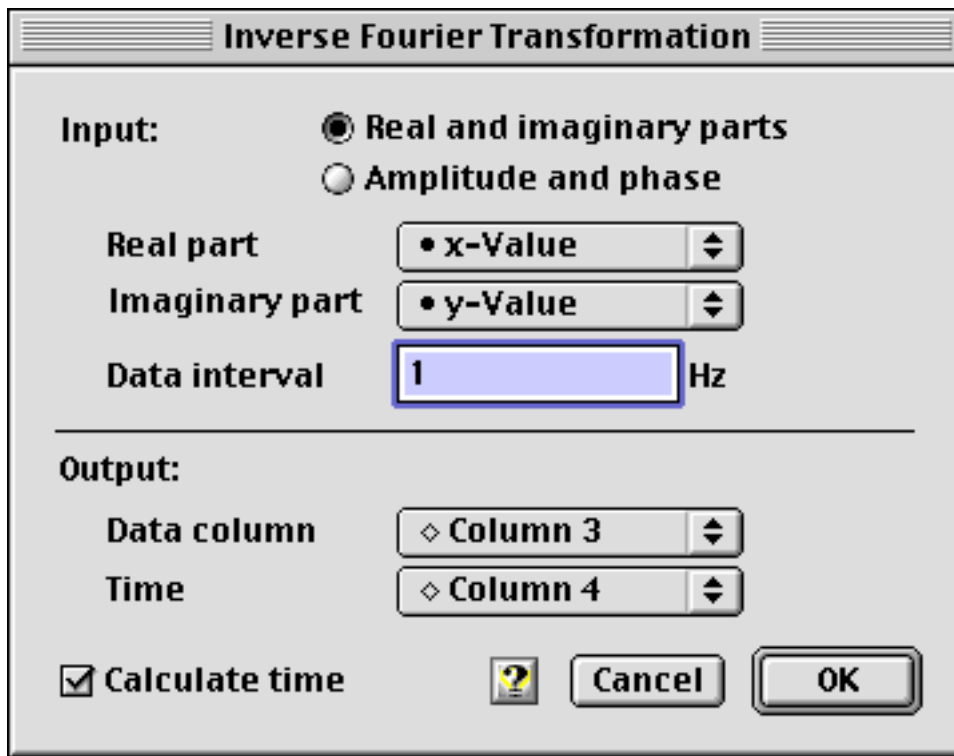 Inverse Fourier Transformation
Input: Real and imaginary parts
Amplitude and phase
Real part • x-Value
Imaginary part • y-Value
Data interval 1 Hz
Output:
Data column ◇ Column 3
Time ◇ Column 4
Calculate time ? Cancel OK